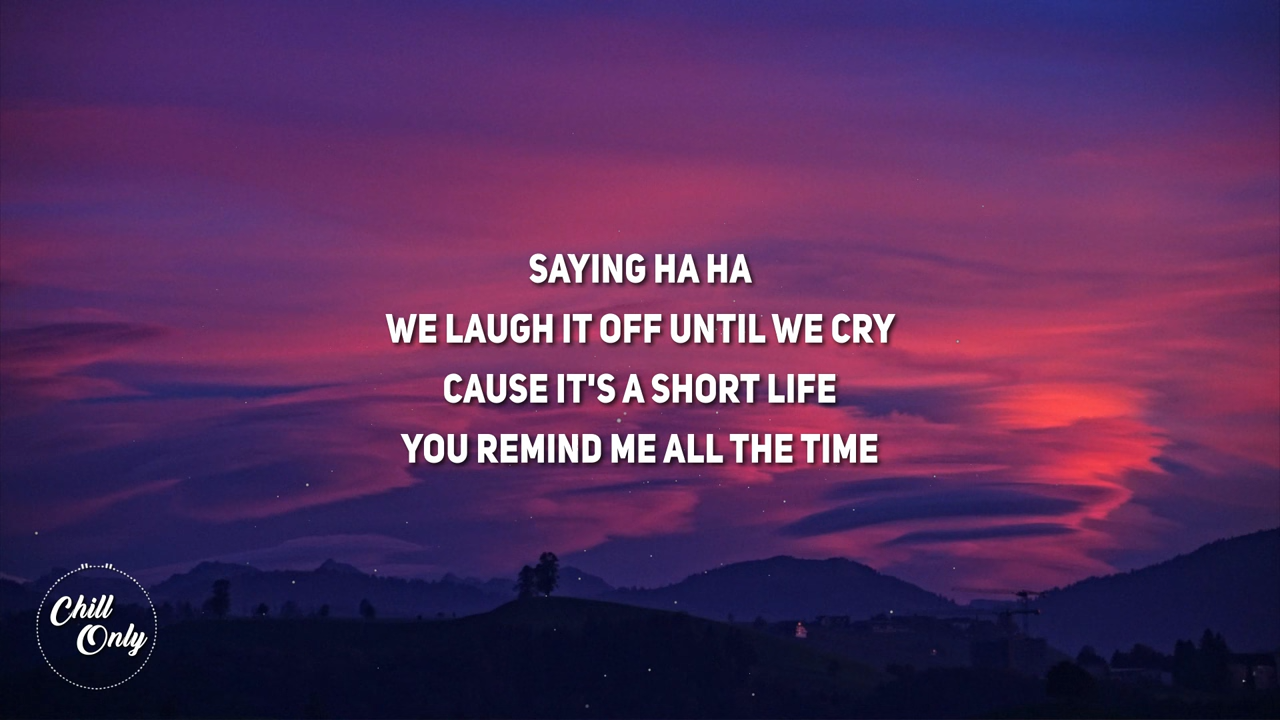 SAYING HA HA
WE LAUGH IT OFF UNTIL WE CRY
CAUSE IT'S A SHORT LIFE
YOU REMIND ME ALL THE TIME
Chill
Only